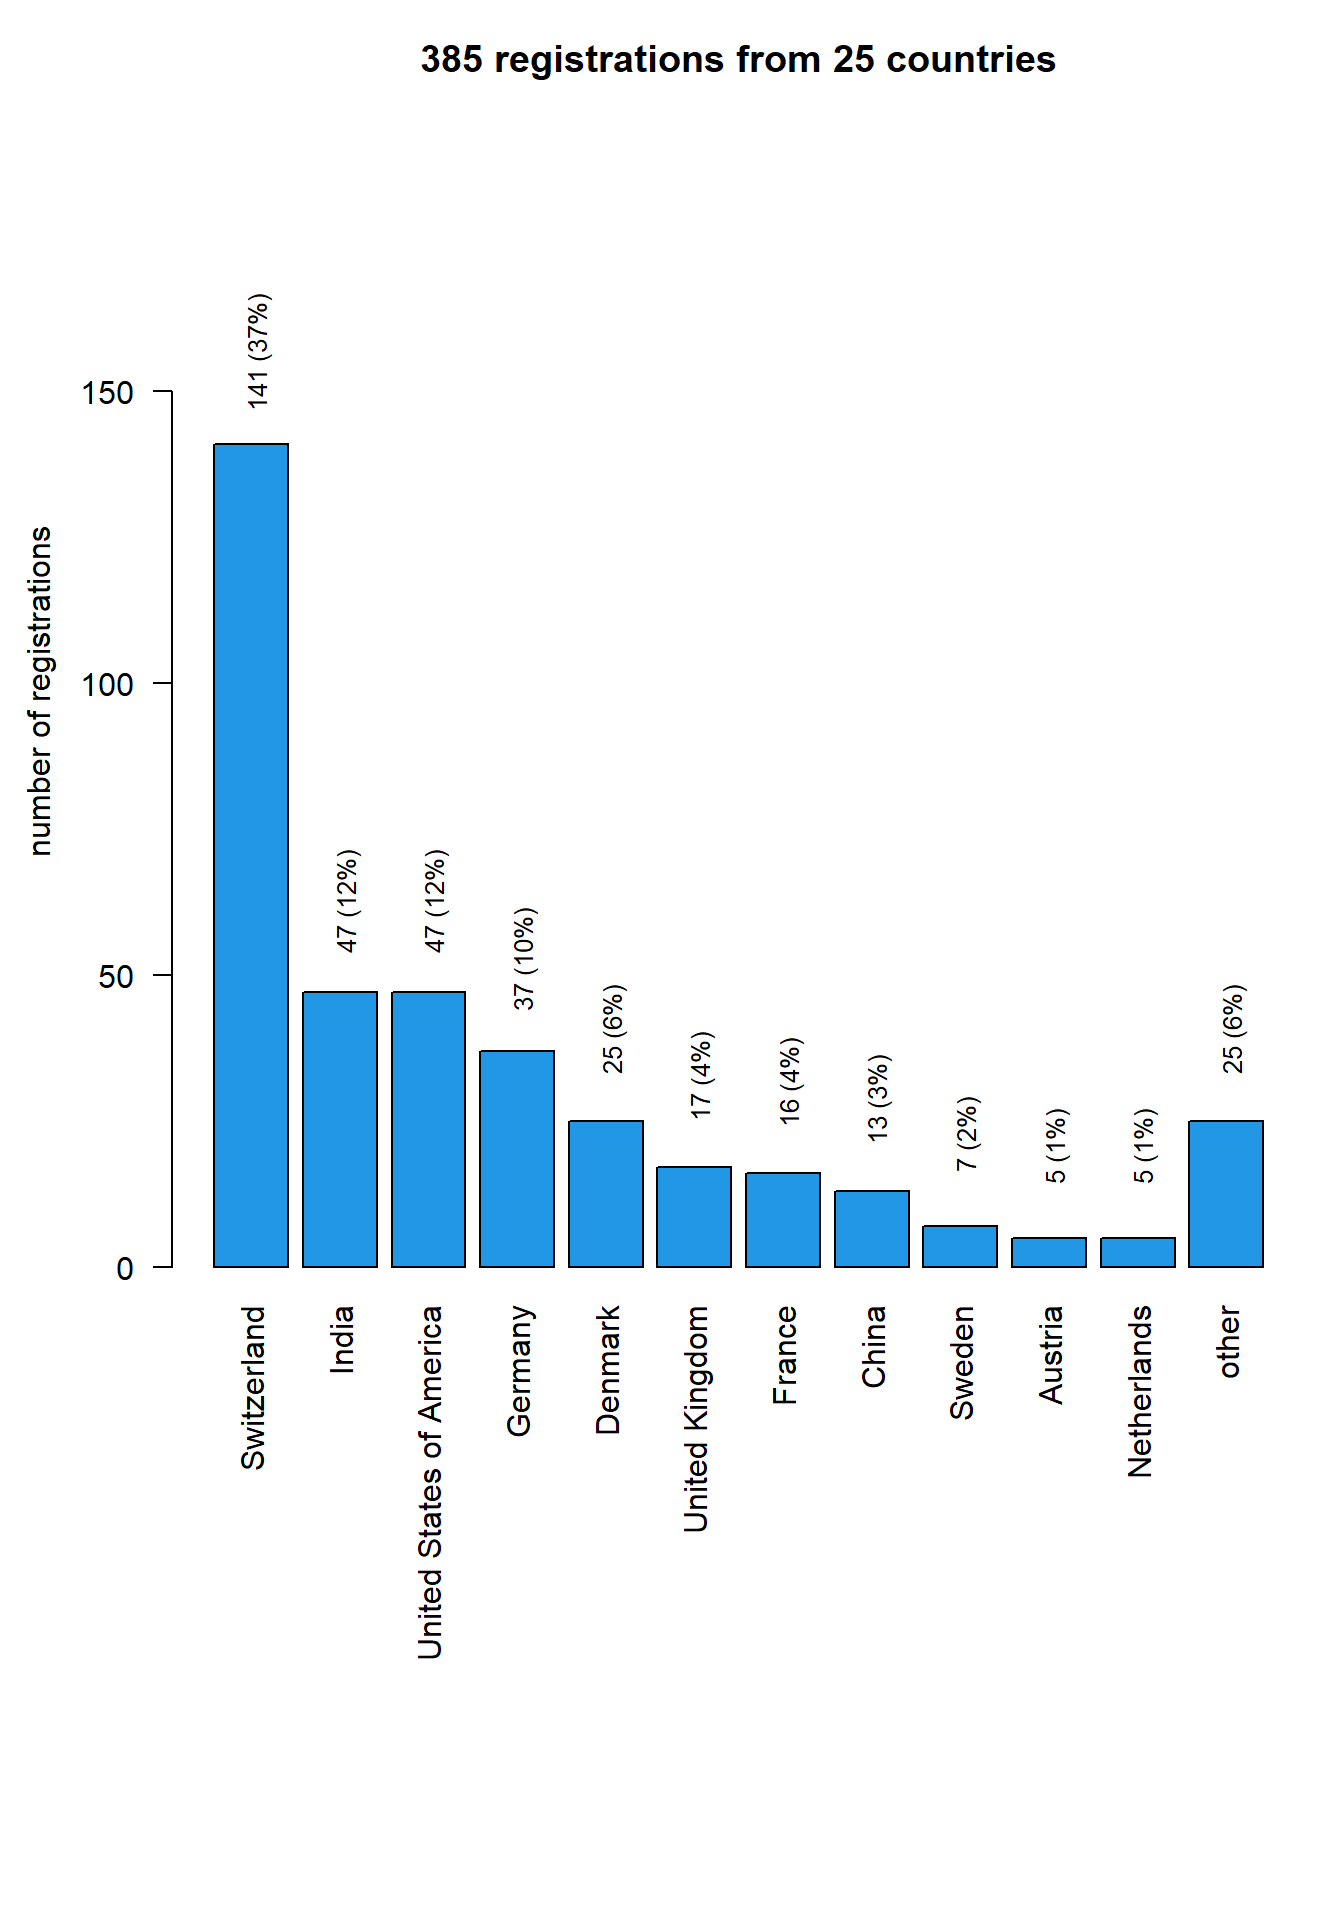 385 registrations from 25 countries
number of registrations
150
100
50
0
141 (37%)
47 (12%)
47 (12%)
37 (10%)
25 (6%)
17 (4%)
16 (4%)
13 (3%)
7 (2%)
5 (1%)
5 (1%)
25 (6%)
Switzerland
India
United States of America
Germany
Denmark
United Kingdom
France
China
Sweden
Austria
Netherlands
other